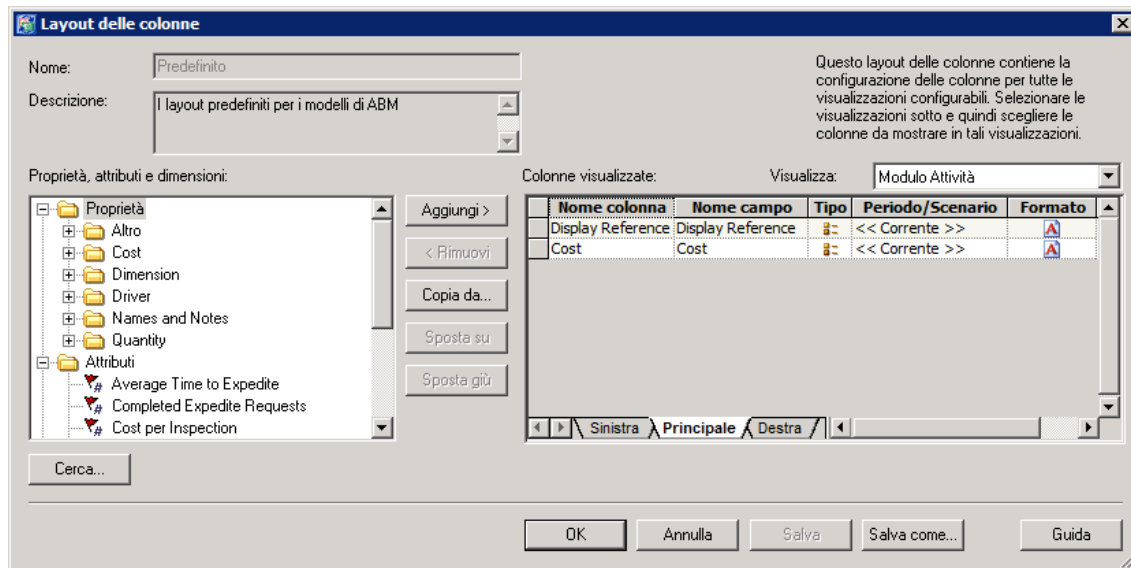 Layout delle colonne
Nome:
Predefinito
Descrizione:
I layout predefiniti per i modelli di ABM
Questo layout delle colonne contiene la
configurazione delle colonne per tutte le
visualizzazioni configurabili. Selezionare le
visualizzazioni sotto e quindi scegliere le
colonne da mostrare in tali visualizzazioni.
Proprietà, attributi e dimensioni:
Colonne visualizzate:
Visualizza:
Modulo Attività
Proprietà
Altro
Cost
Dimension
Driver
Names and Notes
Quantity
Attributi
Average Time to Expedite
Completed Expedite Requests
Cost per Inspection
Aggiungi >
< Rimuovi
Copia da...
Sposta su
Sposta giù
Nome colonna Nome campo Tipo Periodo/Scenario Formato
Display Reference Display Reference << Corrente >> A
Cost Cost << Corrente >> A
Sinistra Principale Destra
Cerca...
OK
Annulla
Salva
Salva come...
Guida